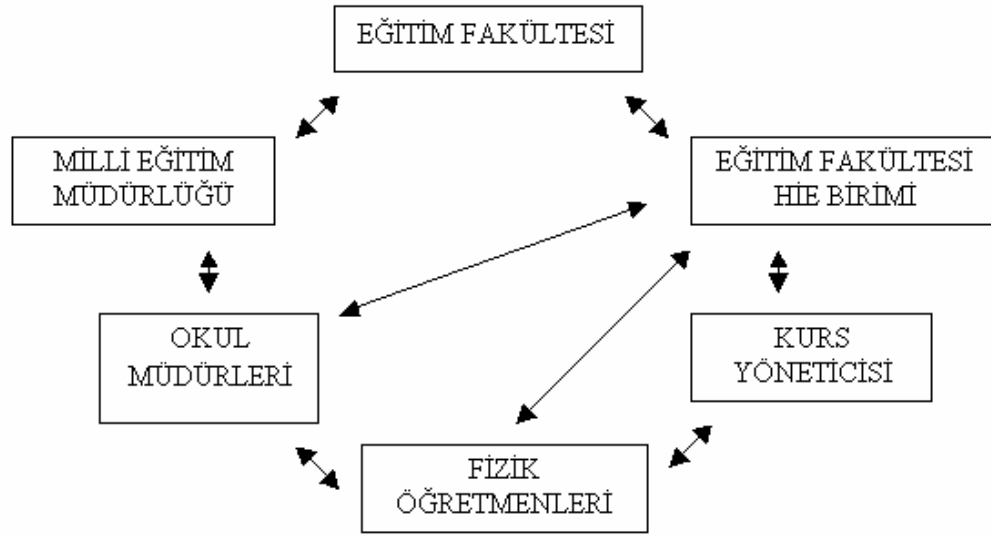 EĞİTİM FAKÜLTESİ
MİLLİ EĞİTİM
MÜDÜRLÜĞÜ
EĞİTİM FAKÜLTESİ
HİE BİRİMİ
OKUL
MÜDÜRLERİ
KURS
YÖNETİCİSİ
FİZİK
ÖĞRETMENLERİ